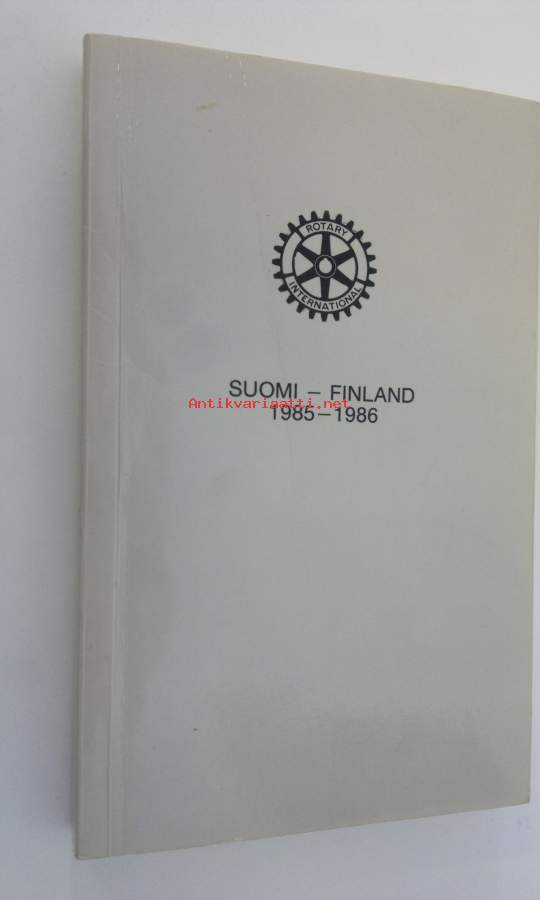 ROTARY
INTERNATIONAL
SUOMI – FINLAND
Antikvariaatti.net
1985–1986